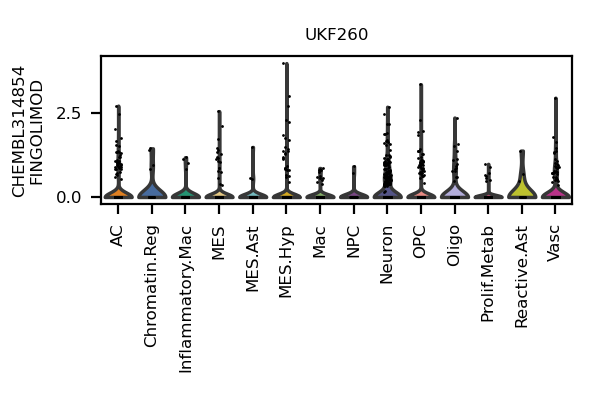 UKF260
CHEMBL314854
FINGOLIMOD
2.5
0.0
AC
Chromatin.Reg
Inflammatory.Mac
MES
MES.Ast
MES.Hyp
Mac
NPC
Neuron
OPC
Oligo
Prolif.Metab
Reactive.Ast
Vasc